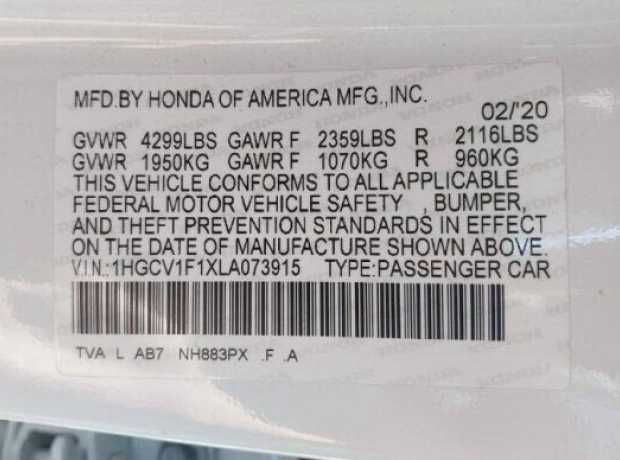 MFD.BY HONDA OF AMERICA MFG.,INC.
02/'20
GVWR 4299LBS GAWR F 2359LBS R 2116LBS
GVWR 1950KG GAWR F 1070KG R 960KG
THIS VEHICLE CONFORMS TO ALL APPLICABLE
FEDERAL MOTOR VEHICLE SAFETY , BUMPER,
AND THEFT PREVENTION STANDARDS IN EFFECT
ON THE DATE OF MANUFACTURE SHOWN ABOVE.
V.I.N.:1HGCV1F1XLA073915 TYPE:PASSENGER CAR
TVA L AB7 NH883PX .F .A